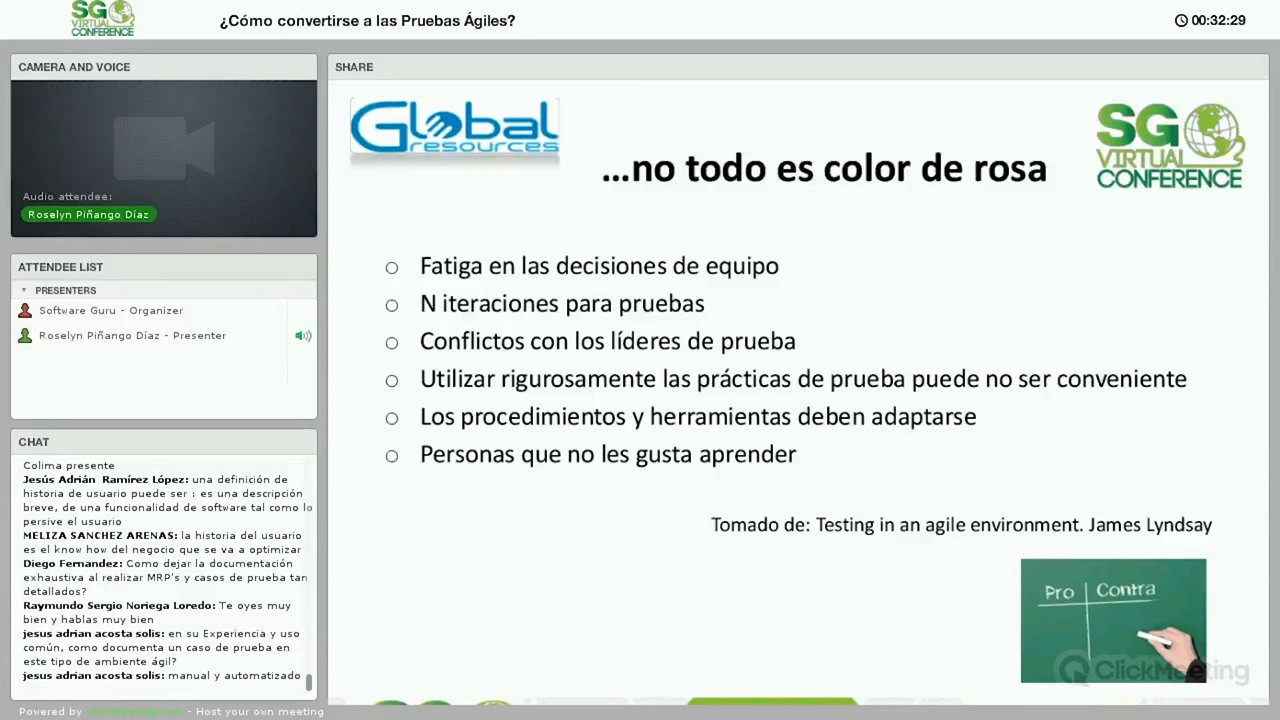 SG
VIRTUAL
CONFERENCE
¿Cómo convertirse a las Pruebas Ágiles?
00:32:29
CAMERA AND VOICE
Audio attendee:
Roselyn Piñango Díaz
ATTENDEE LIST
PRESENTERS
Software Guru - Organizer
Roselyn Piñango Díaz - Presenter
CHAT
Colima presente
Jesús Adrián Ramírez López: una definición de
historia de usuario puede ser : es una descripción
breve, de una funcionalidad de software tal como lo
persive el usuario
MELIZA SANCHEZ ARENAS: la historia del usuario
es el know how del negocio que se va a optimizar
Diego Fernandez: Como dejar la documentación
exhaustiva al realizar MRP's y casos de prueba tan
detallados?
Raymundo Sergio Noriega Loredo: Te oyes muy
bien y hablas muy bien
jesus adrian acosta solis: en su Experiencia y uso
común, como documenta un caso de prueba en
este tipo de ambiente ágil?
jesus adrian acosta solis: manual y automatizado
SHARE
Global
resources
SG
VIRTUAL
CONFERENCE
...no todo es color de rosa
Fatiga en las decisiones de equipo
N iteraciones para pruebas
Conflictos con los líderes de prueba
Utilizar rigurosamente las prácticas de prueba puede no ser conveniente
Los procedimientos y herramientas deben adaptarse
Personas que no les gusta aprender
Tomado de: Testing in an agile environment. James Lyndsay
Pro Contra
ClickMeeting
Powered by ClickMeeting.com - Host your own meeting